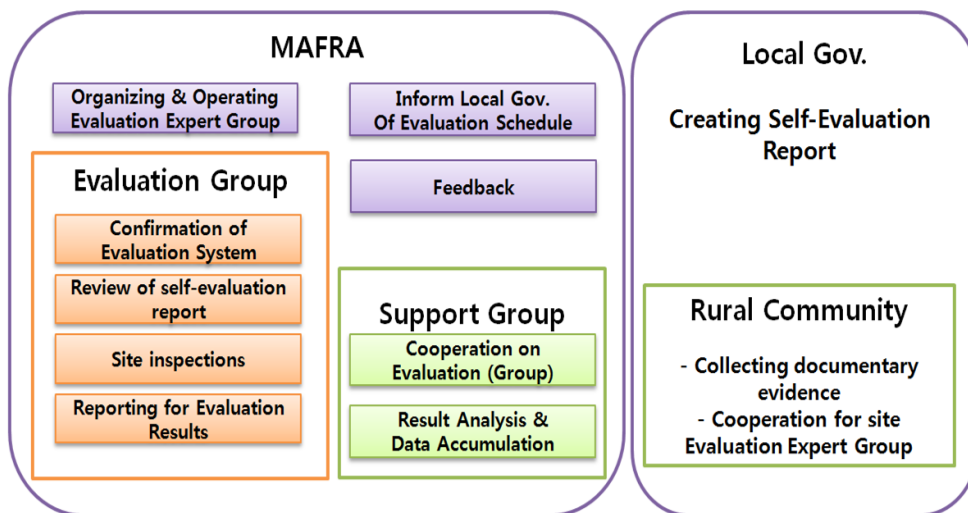 MAFRA
Organizing & Operating
Evaluation Expert Group
Inform Local Gov.
Of Evaluation Schedule
Feedback
Evaluation Group
Confirmation of
Evaluation System
Review of self-evaluation
report
Site inspections
Reporting for Evaluation
Results
Support Group
Cooperation on
Evaluation (Group)
Result Analysis &
Data Accumulation
Local Gov.
Creating Self-Evaluation
Report
Rural Community
- Collecting documentary
evidence
- Cooperation for site
Evaluation Expert Group